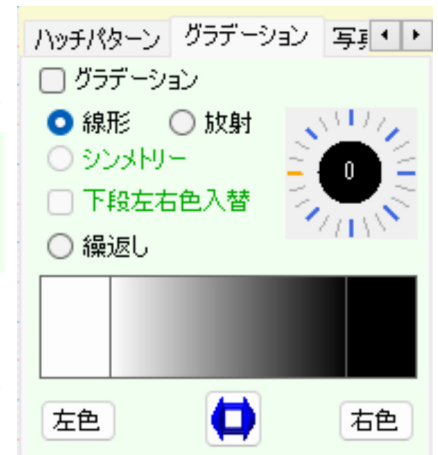 ハッチパターン グラデーション 写真
グラデーション
線形 放射
シンメトリー
0
下段左右色入替
繰返し
左色 右色